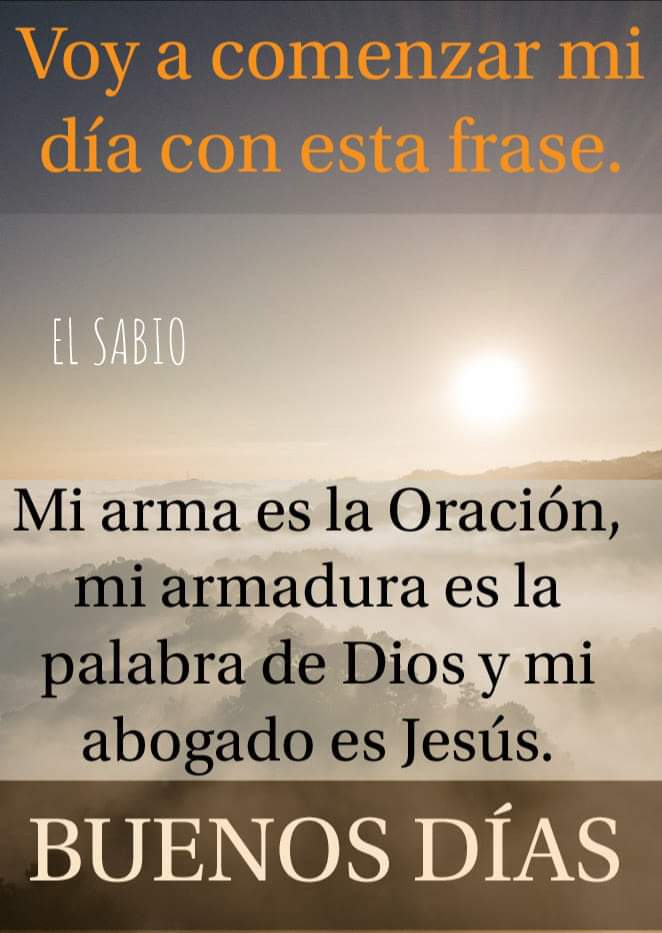 Voy a comenzar mi
día con esta frase.
EL SABIO
Mi arma es la Oración,
mi armadura es la
palabra de Dios y mi
abogado es Jesús.
BUENOS DÍAS